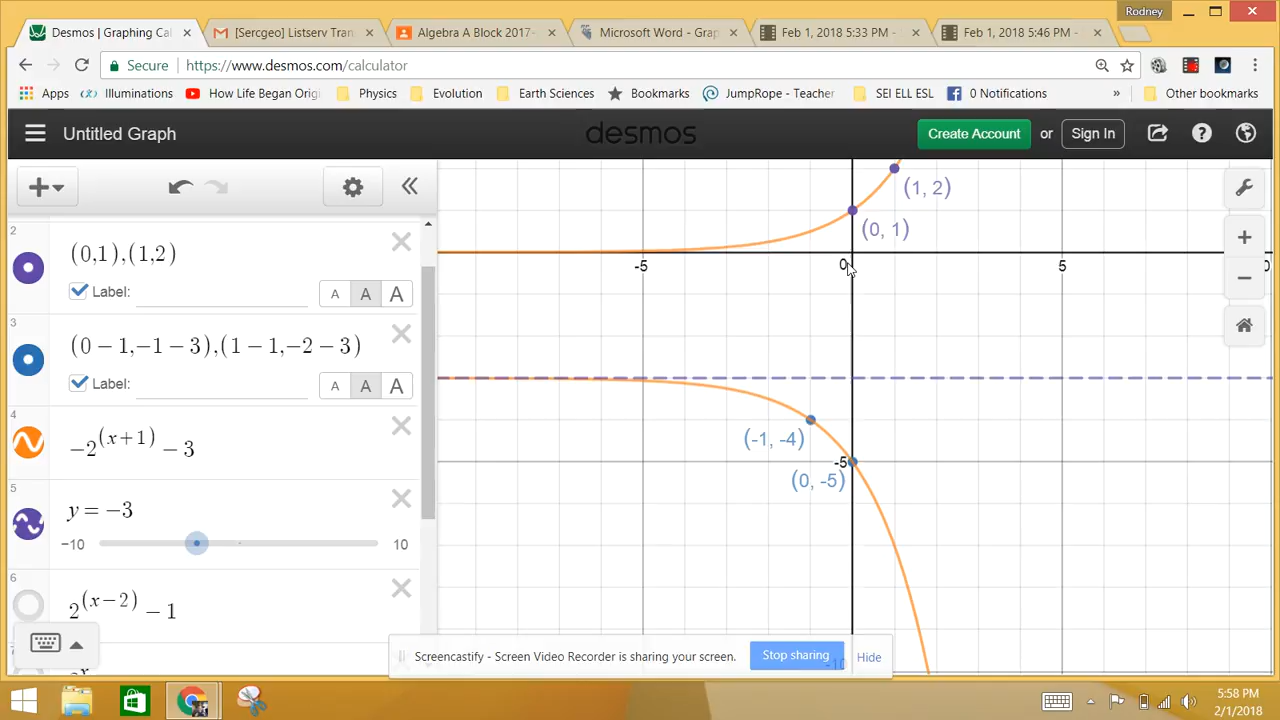 Rodney
Desmos | Graphing Cal
[Sercgeo] Listserv Tran
Algebra A Block 2017-
Microsoft Word - Grap
Feb 1, 2018 5:33 PM -
Feb 1, 2018 5:46 PM -
Secure
https://www.desmos.com/calculator
Apps
Illuminations
How Life Began Origi
Physics
Evolution
Earth Sciences
Bookmarks
JumpRope - Teacher
SEI ELL ESL
0 Notifications
»
Other bookmarks
Untitled Graph
desmos
Create Account
or
Sign In
2
(0,1),(1,2)
Label:
A A A
3
(0−1,−1−3),(1−1,−2−3)
Label:
A A A
4
−2^(x+1) − 3
5
y = −3
−10
10
6
2^(x−2) − 1
(1, 2)
(0, 1)
-5
0
5
(-1, -4)
-5
(0, -5)
Screencastify - Screen Video Recorder is sharing your screen.
Stop sharing
Hide
5:58 PM
2/1/2018